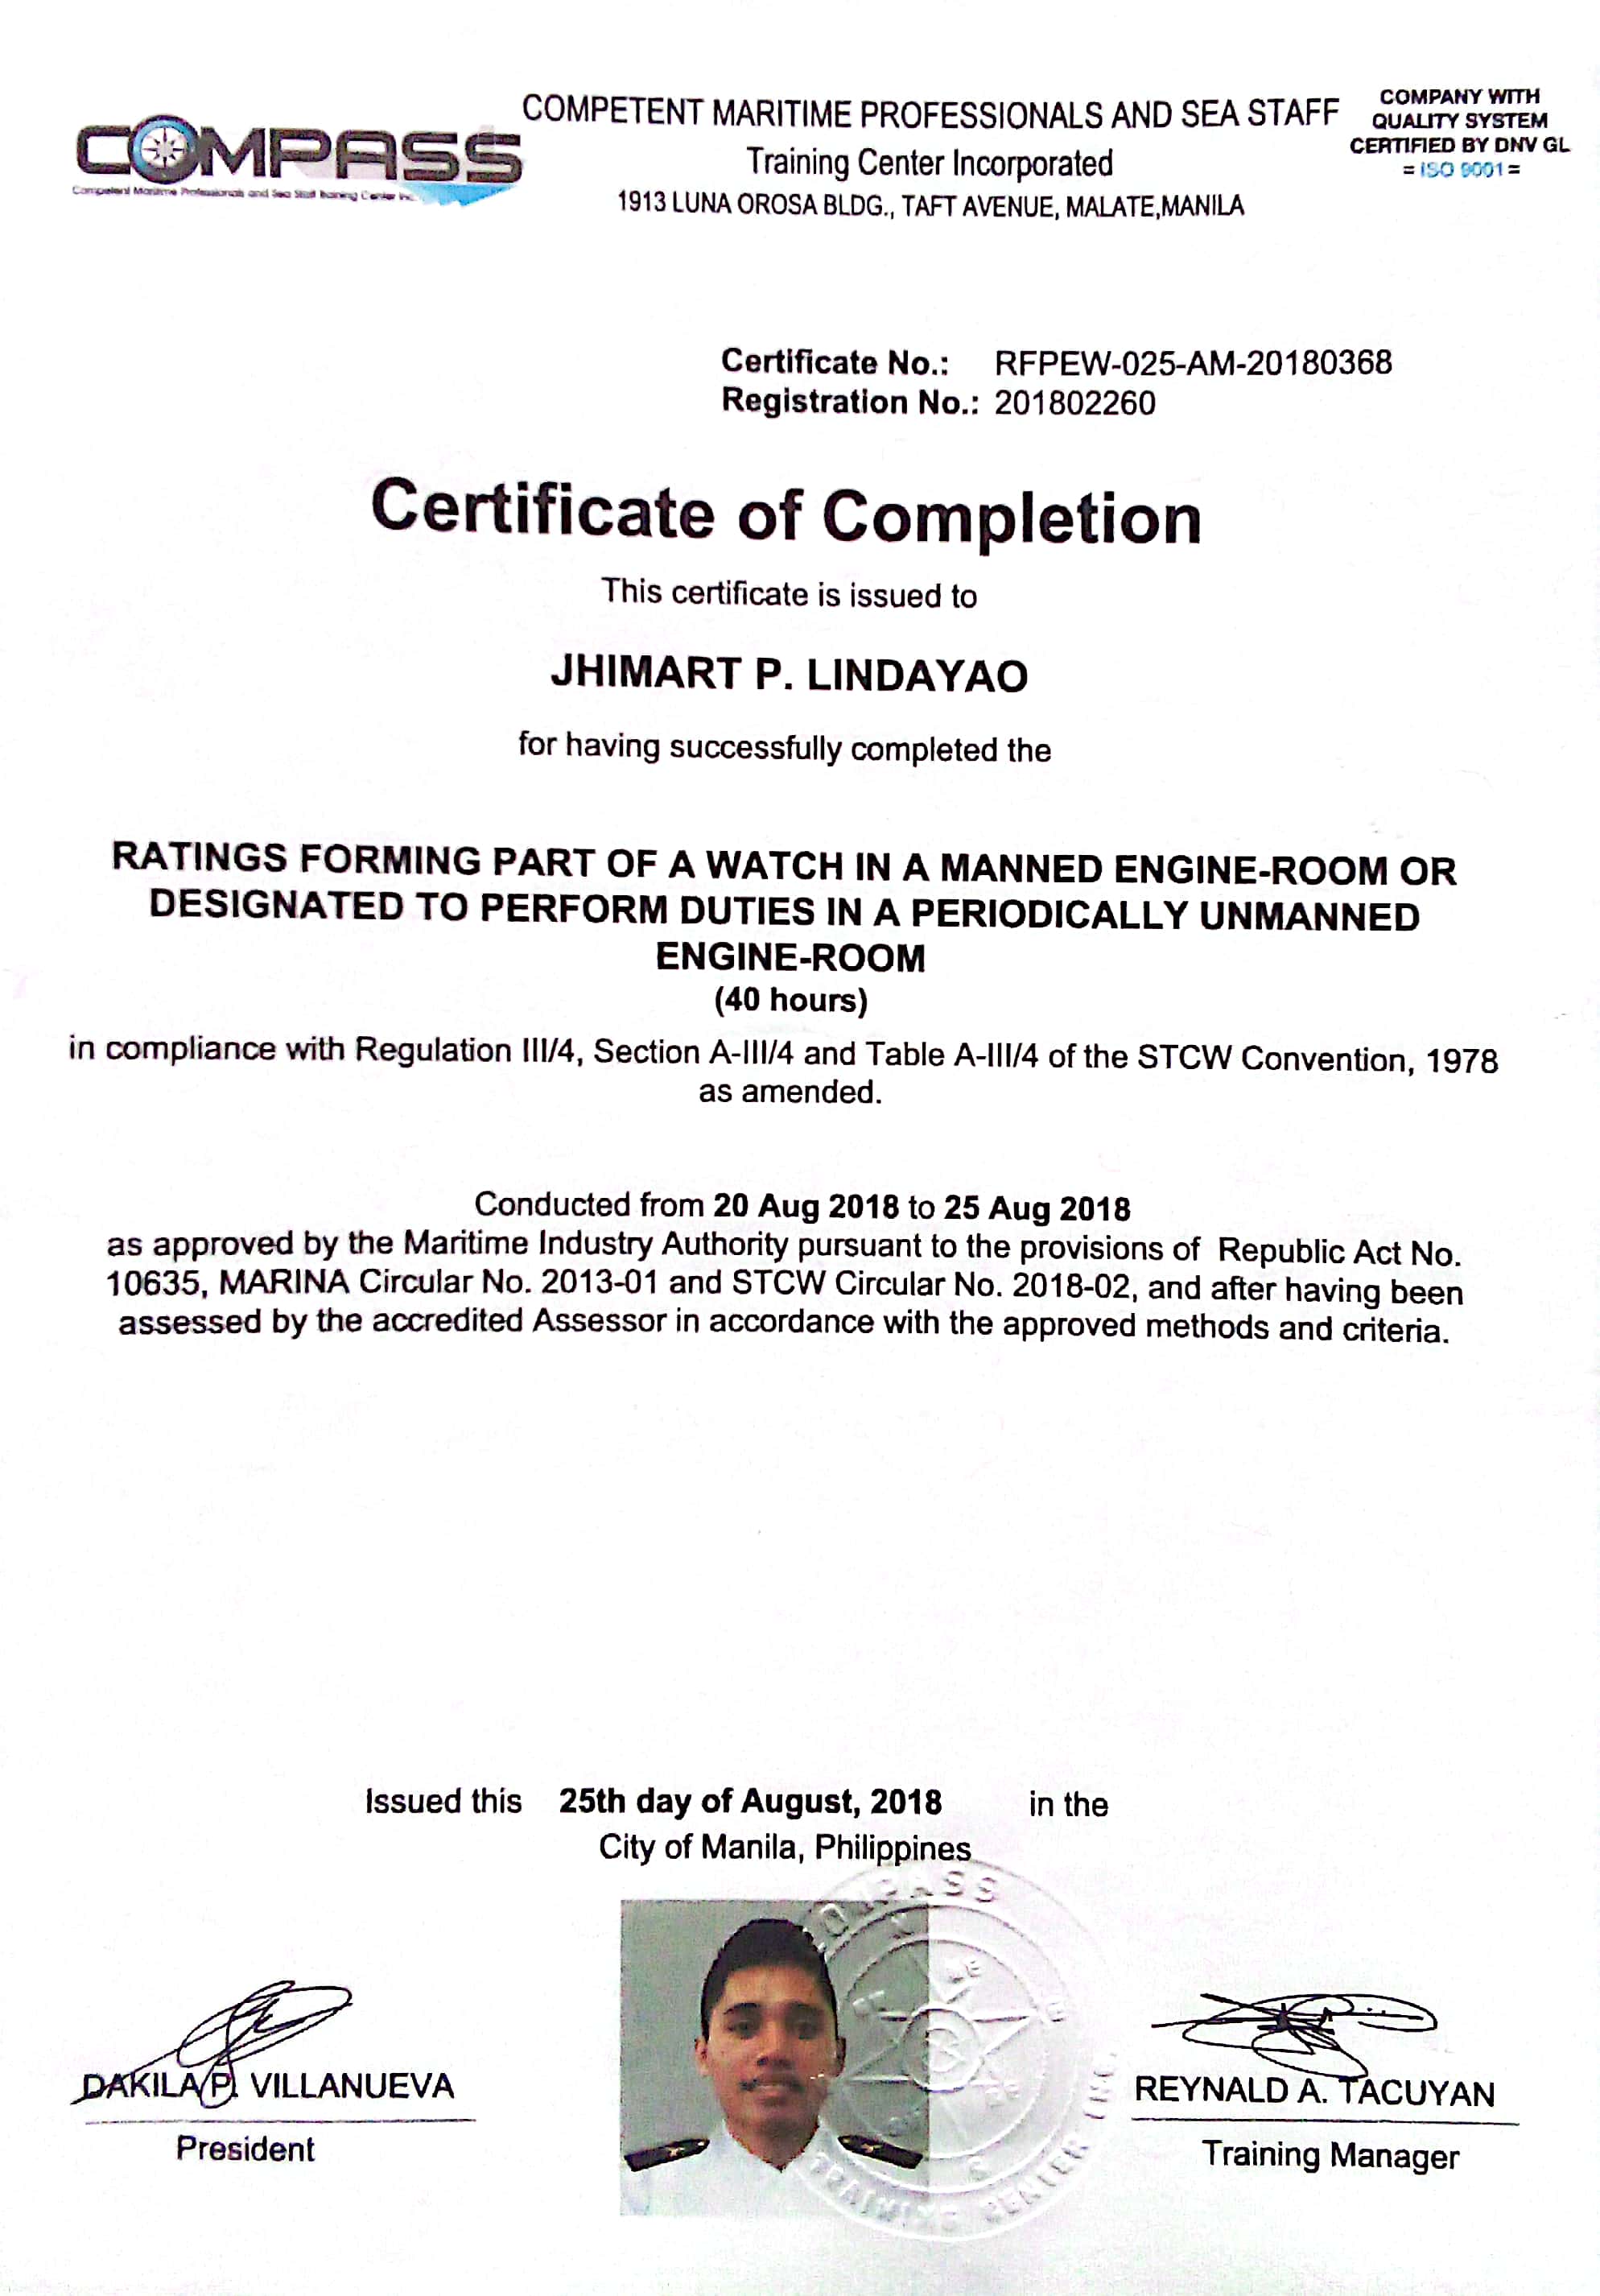 COMPASS
Competent Maritime Professionals and Sea Staff Training Center Inc.
COMPETENT MARITIME PROFESSIONALS AND SEA STAFF
Training Center Incorporated
1913 LUNA OROSA BLDG., TAFT AVENUE, MALATE,MANILA
COMPANY WITH
QUALITY SYSTEM
CERTIFIED BY DNV GL
= ISO 9001 =
Certificate No.: RFPEW-025-AM-20180368
Registration No.: 201802260
Certificate of Completion
This certificate is issued to
JHIMART P. LINDAYAO
for having successfully completed the
RATINGS FORMING PART OF A WATCH IN A MANNED ENGINE-ROOM OR
DESIGNATED TO PERFORM DUTIES IN A PERIODICALLY UNMANNED
ENGINE-ROOM
(40 hours)
in compliance with Regulation III/4, Section A-III/4 and Table A-III/4 of the STCW Convention, 1978
as amended.
Conducted from 20 Aug 2018 to 25 Aug 2018
as approved by the Maritime Industry Authority pursuant to the provisions of Republic Act No.
10635, MARINA Circular No. 2013-01 and STCW Circular No. 2018-02, and after having been
assessed by the accredited Assessor in accordance with the approved methods and criteria.
Issued this 25th day of August, 2018 in the
City of Manila, Philippines
COMPASS
TRAINING CENTER INC.
DAKILA P. VILLANUEVA
President
REYNALD A. TACUYAN
Training Manager